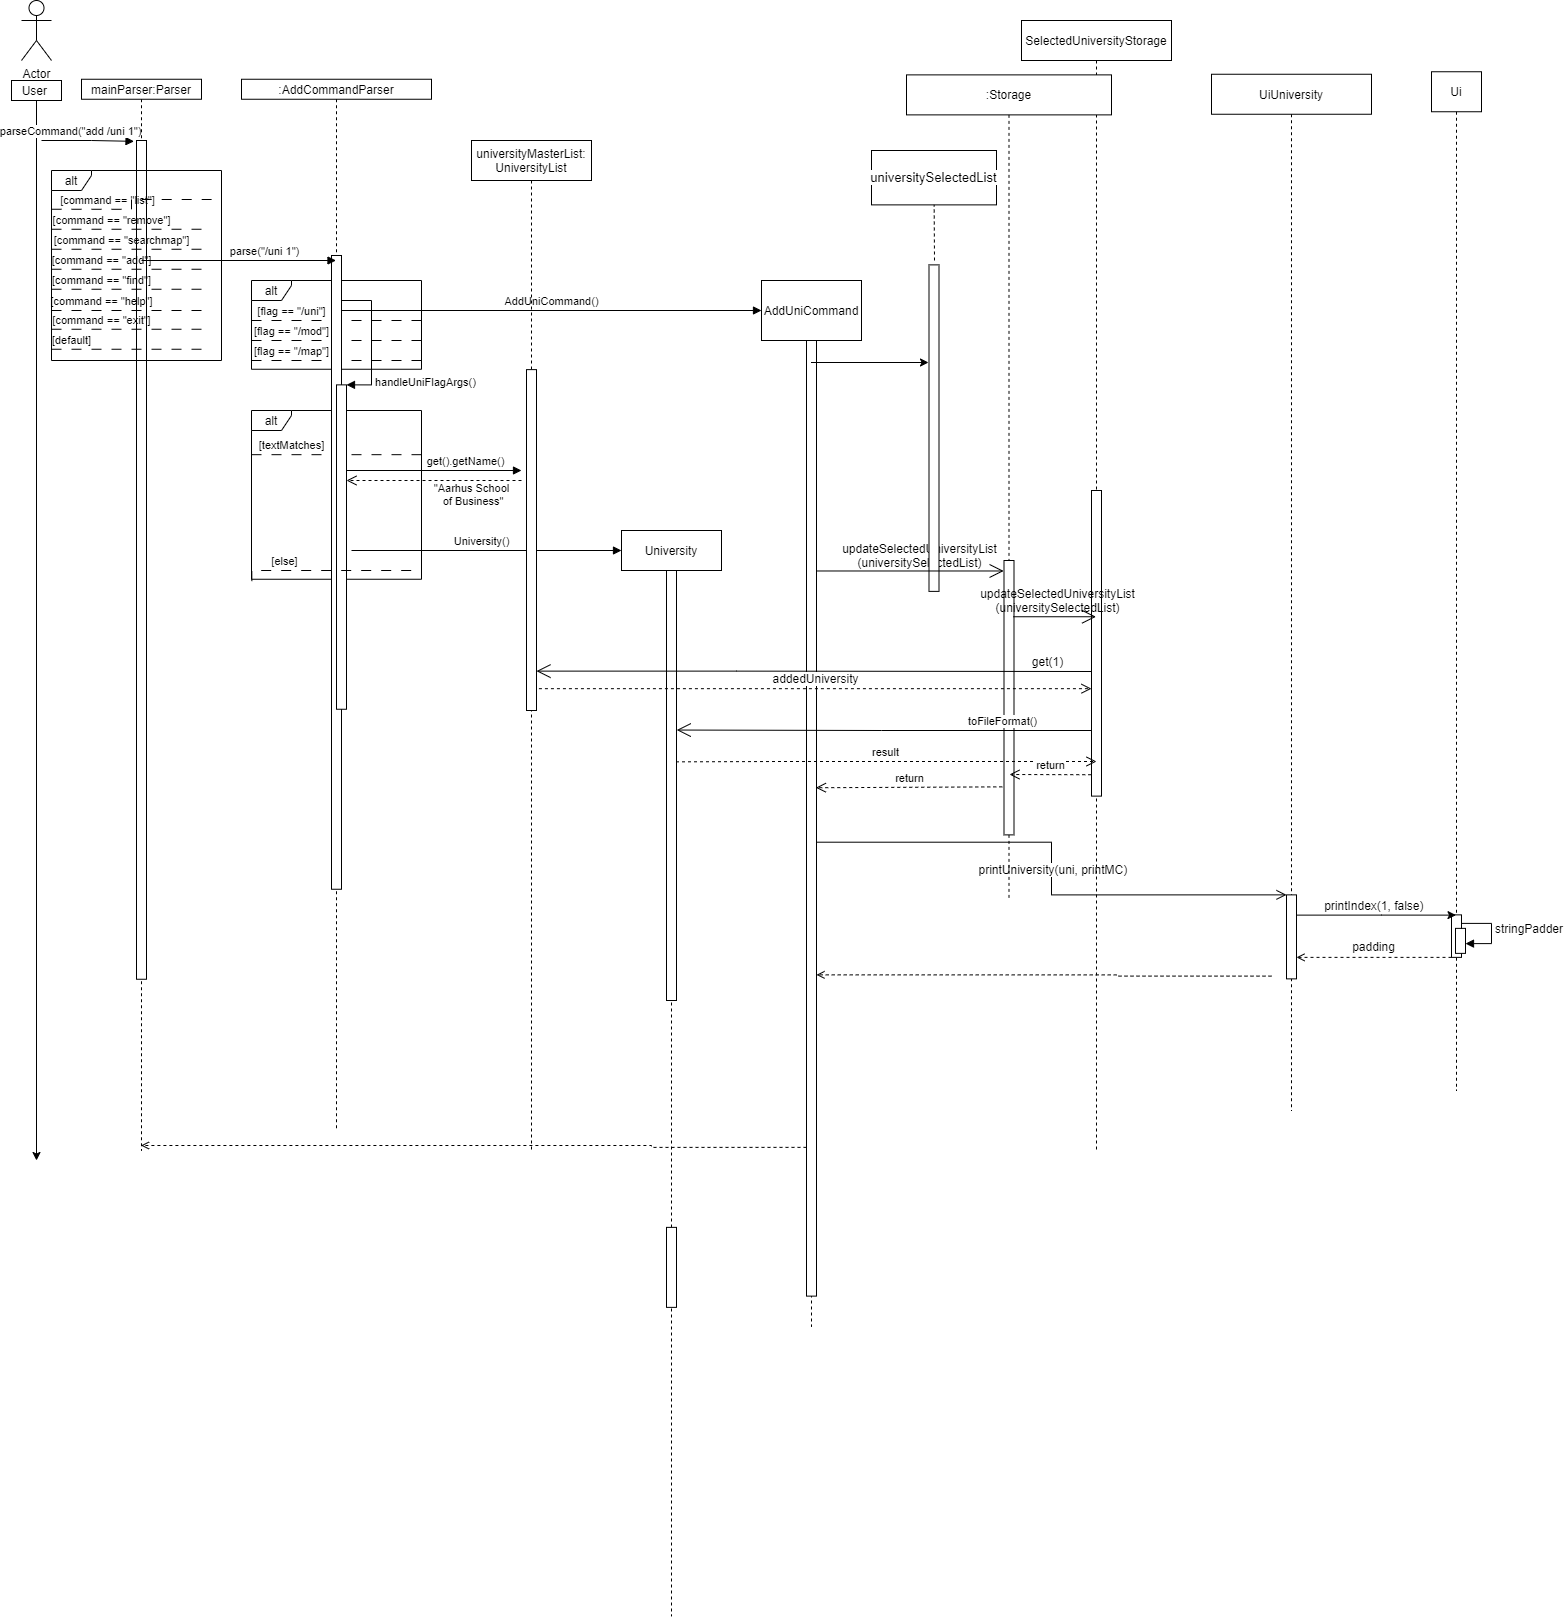 SelectedUniversityStorage
Actor
User
mainParser:Parser
:AddCommandParser
:Storage
UiUniversity
Ui
parseCommand("add /uni 1")
universityMasterList:
UniversityList
universitySelectedList
alt
[command == "list"]
[command == "remove"]
[command == "searchmap"]
[command == "add"]
[command == "find"]
[command == "help"]
[command == "exit"]
[default]
parse("/uni 1")
alt
[flag == "/uni"]
[flag == "/mod"]
[flag == "/map"]
AddUniCommand()
AddUniCommand
handleUniFlagArgs()
alt
[textMatches]
get().getName()
"Aarhus School
of Business"
University()
University
[else]
updateSelectedUniversityList
(universitySelectedList)
updateSelectedUniversityList
(universitySelectedList)
get(1)
addedUniversity
toFileFormat()
result
return
return
printUniversity(uni, printMC)
printIndex(1, false)
stringPadder
padding